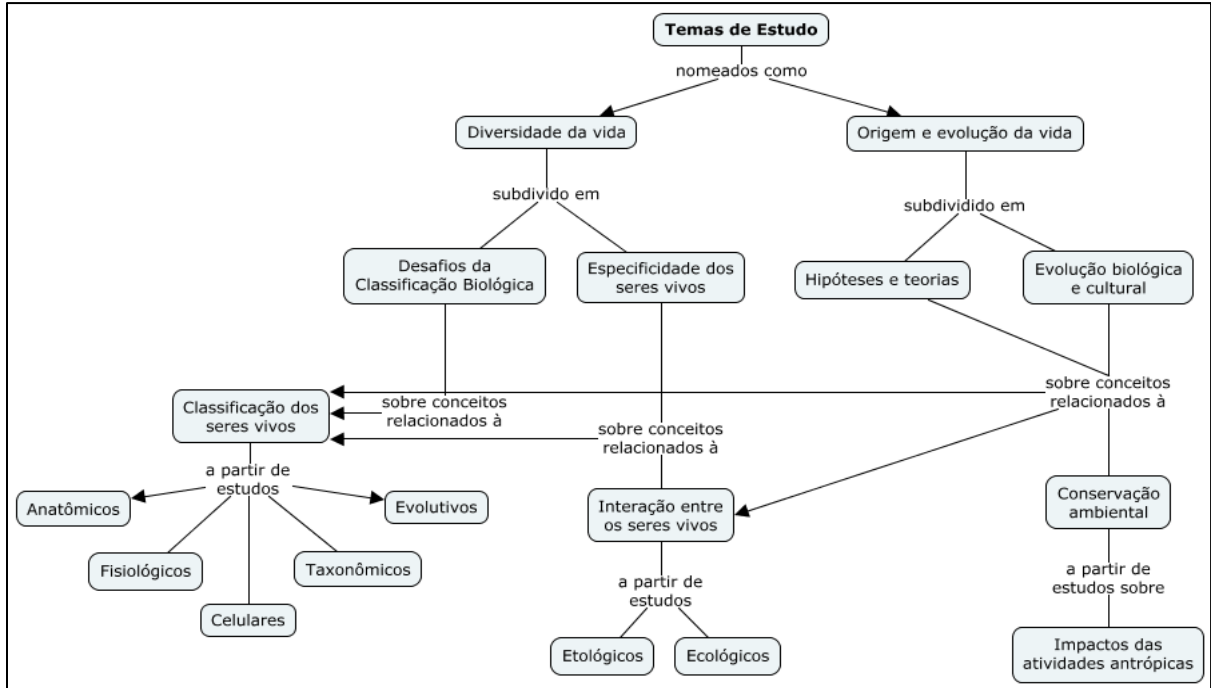 Temas de Estudo
nomeados como
Diversidade da vida
Origem e evolução da vida
subdivido em
subdividido em
Desafios da
Classificação Biológica
Especificidade dos
seres vivos
Hipóteses e teorias
Evolução biológica
e cultural
Classificação dos
seres vivos
sobre conceitos
relacionados à
sobre conceitos
relacionados à
sobre conceitos
relacionados à
a partir de
estudos
Anatômicos
Fisiológicos
Celulares
Taxonômicos
Evolutivos
Interação entre
os seres vivos
a partir de
estudos
Etológicos
Ecológicos
Conservação
ambiental
a partir de
estudos sobre
Impactos das
atividades antrópicas